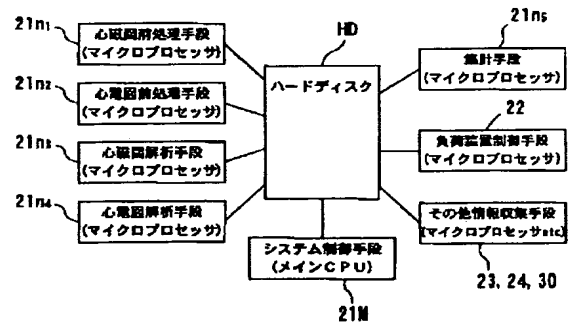 21n₁
心磁図前処理手段
(マイクロプロセッサ)
21n₂
心電図前処理手段
(マイクロプロセッサ)
21n₃
心磁図解析手段
(マイクロプロセッサ)
21n₄
心電図解析手段
(マイクロプロセッサ)
HD
ハードディスク
システム制御手段
(メインCPU)
21M
21n₅
集計手段
(マイクロプロセッサ)
22
負荷装置制御手段
(マイクロプロセッサ)
その他情報収集手段
(マイクロプロセッサetc)
23, 24, 30